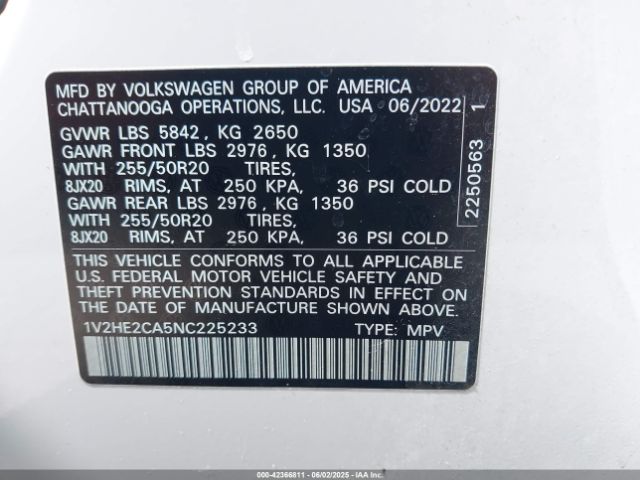 MFD BY VOLKSWAGEN GROUP OF AMERICA
CHATTANOOGA OPERATIONS, LLC. USA 06/2022
GVWR LBS 5842, KG 2650
GAWR FRONT LBS 2976, KG 1350
WITH 255/50R20 TIRES,
8JX20 RIMS, AT 250 KPA, 36 PSI COLD
GAWR REAR LBS 2976, KG 1350
WITH 255/50R20 TIRES,
8JX20 RIMS, AT 250 KPA, 36 PSI COLD
THIS VEHICLE CONFORMS TO ALL APPLICABLE
U.S. FEDERAL MOTOR VEHICLE SAFETY AND
THEFT PREVENTION STANDARDS IN EFFECT ON
THE DATE OF MANUFACTURE SHOWN ABOVE.
1V2HE2CA5NC225233 TYPE: MPV
2250563 1
000-42366811 - 06/02/2025 - IAA Inc.